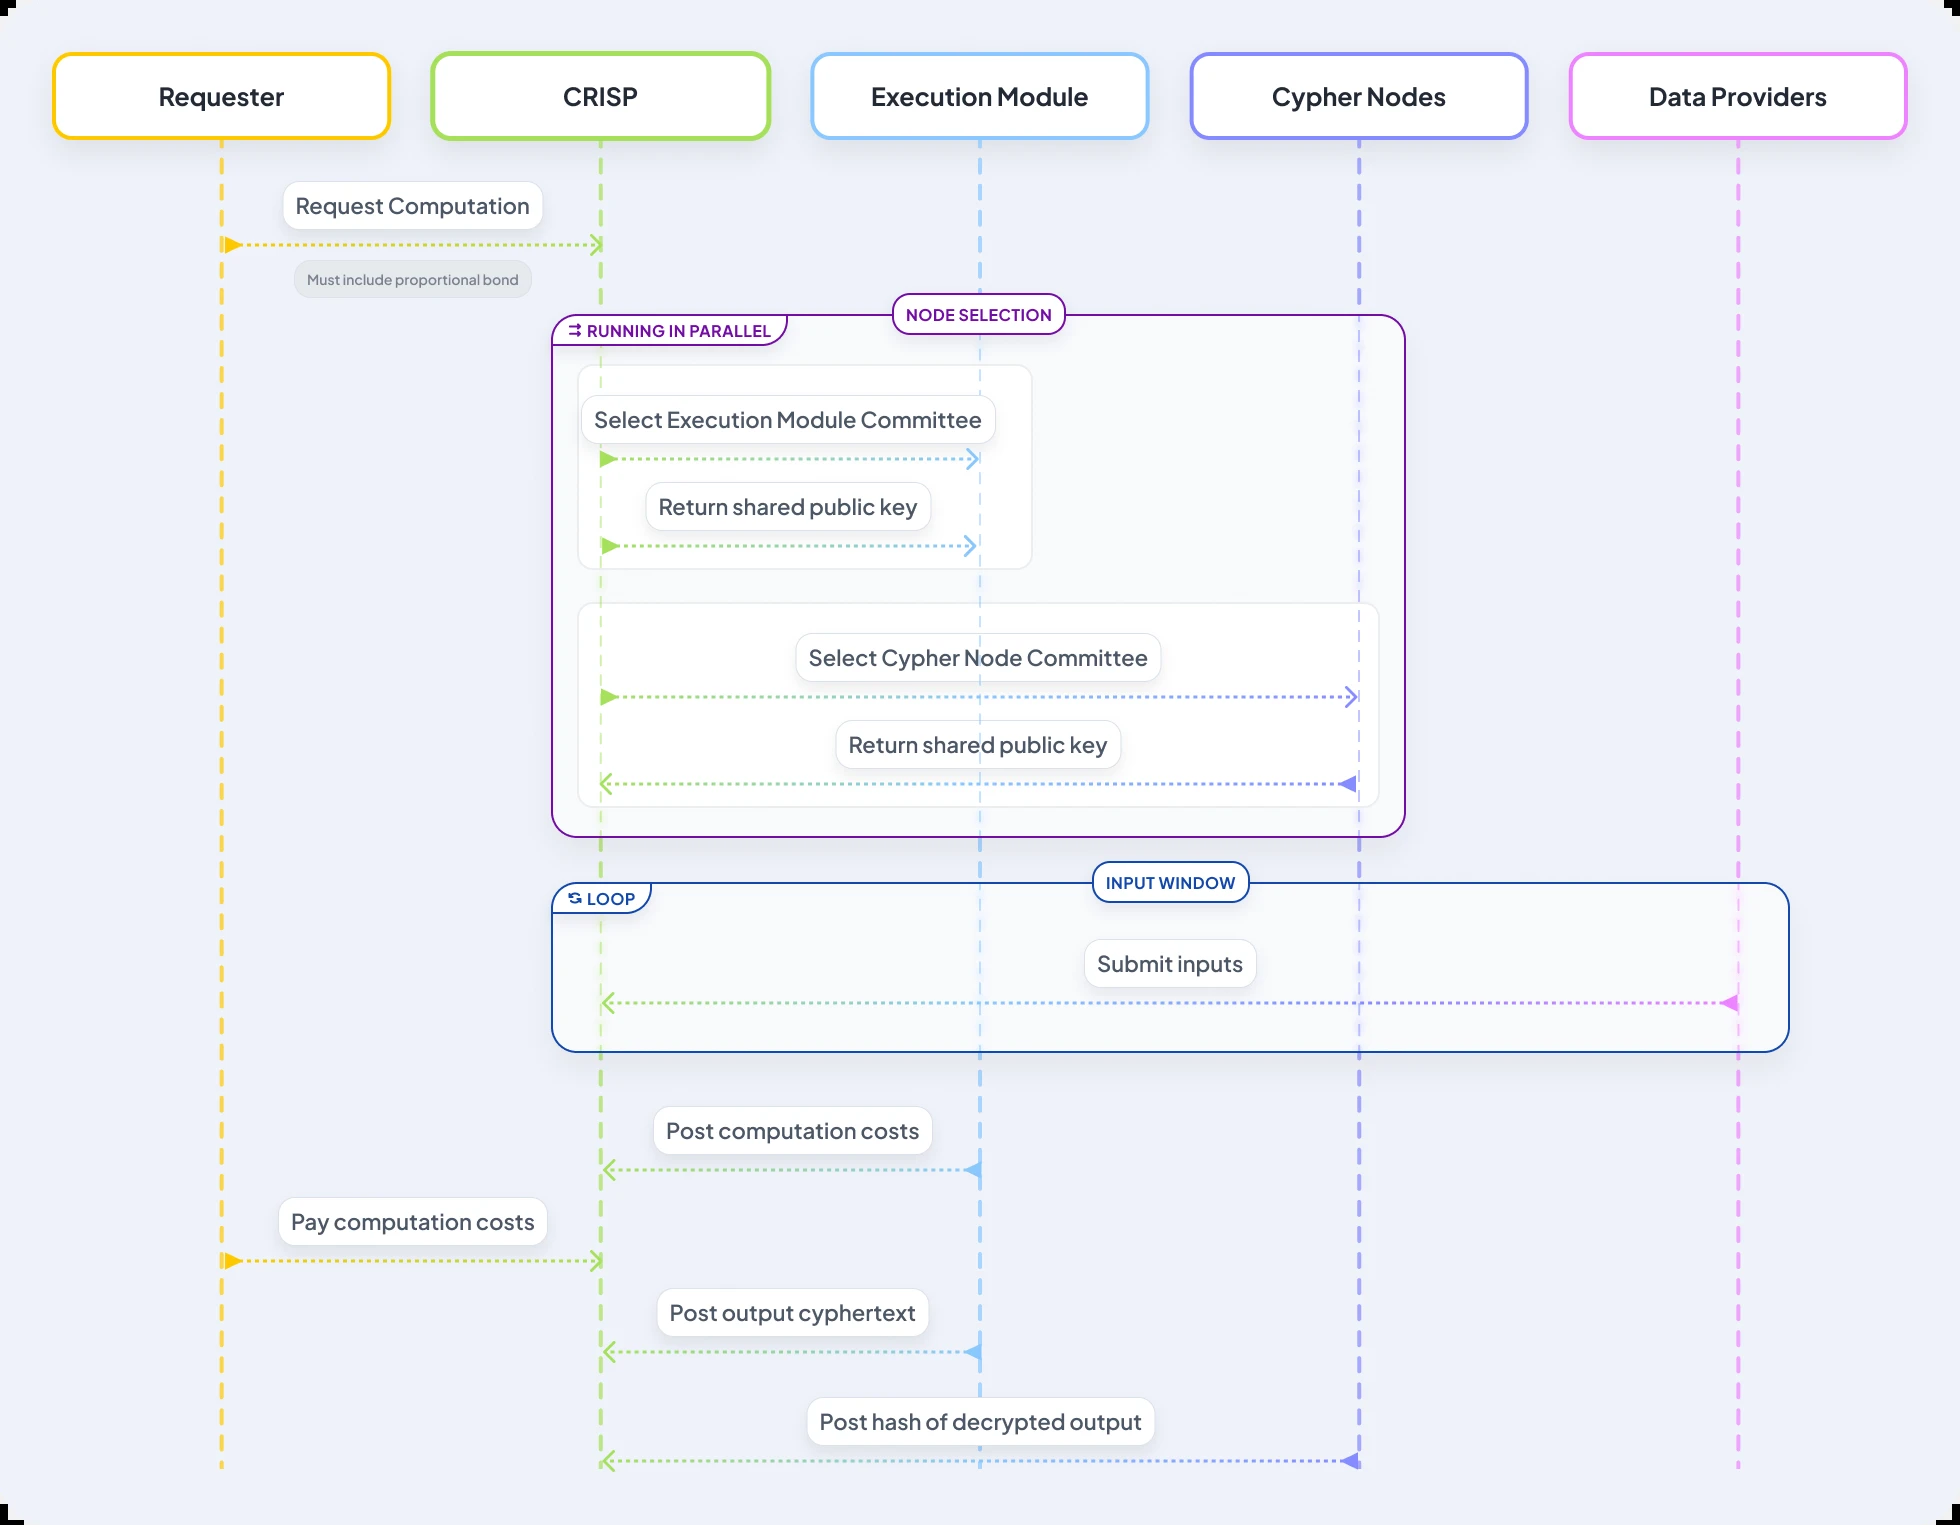 Requester
CRISP
Execution Module
Cypher Nodes
Data Providers
Request Computation
Must include proportional bond
NODE SELECTION
RUNNING IN PARALLEL
Select Execution Module Committee
Return shared public key
Select Cypher Node Committee
Return shared public key
INPUT WINDOW
LOOP
Submit inputs
Post computation costs
Pay computation costs
Post output cyphertext
Post hash of decrypted output